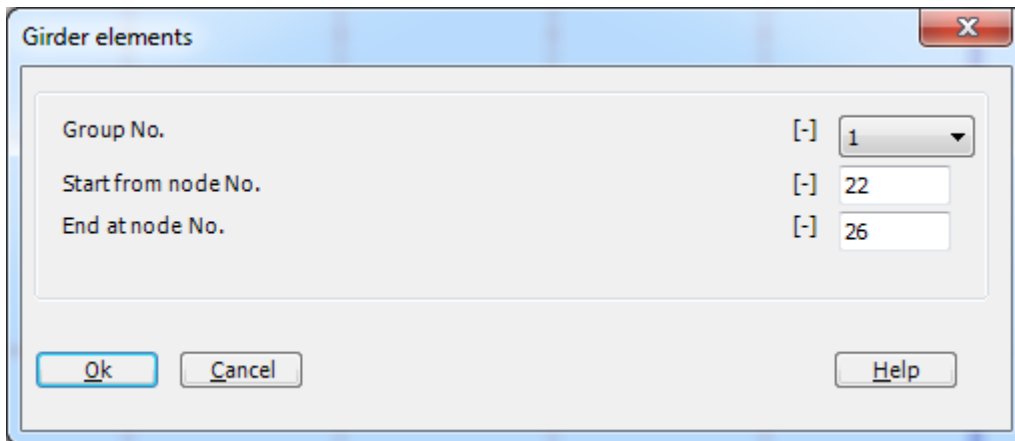 Girder elements
Group No. [-] 1
Start from node No. [-] 22
End at node No. [-] 26
Ok Cancel Help